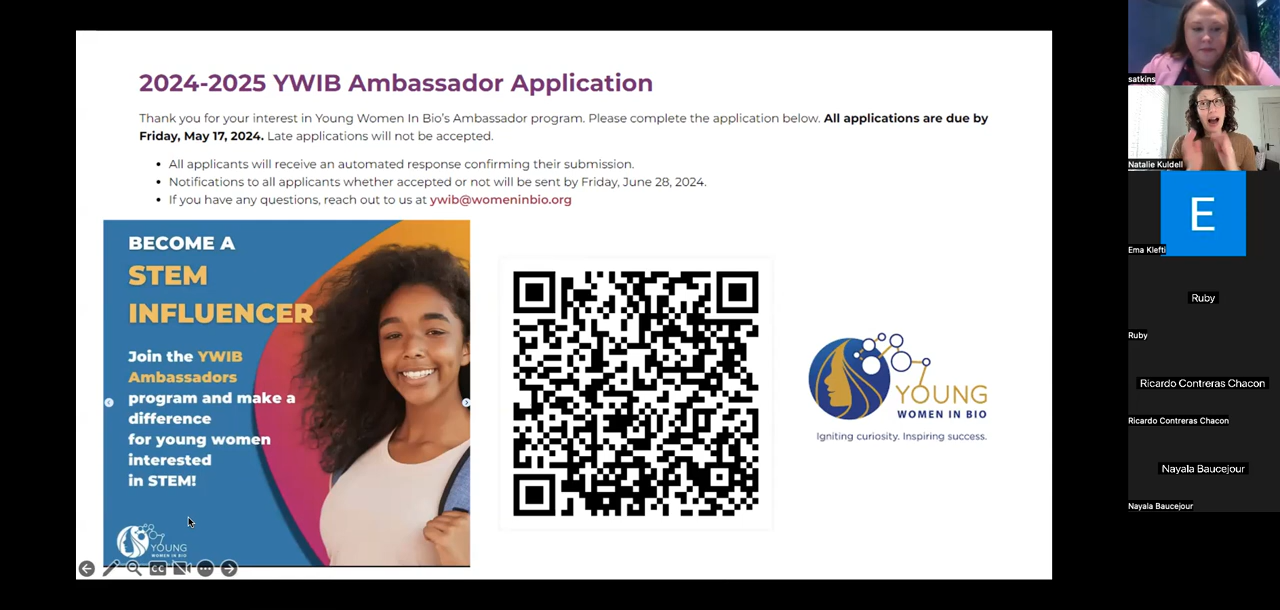 2024-2025 YWIB Ambassador Application
Thank you for your interest in Young Women In Bio's Ambassador program. Please complete the application below. All applications are due by
Friday, May 17, 2024. Late applications will not be accepted.
• All applicants will receive an automated response confirming their submission.
• Notifications to all applicants whether accepted or not will be sent by Friday, June 28, 2024.
• If you have any questions, reach out to us at ywib@womeninbio.org
BECOME A
STEM
INFLUENCER
Join the YWIB
Ambassadors
program and make a
difference
for young women
interested
in STEM!
YOUNG
WOMEN IN BIO
YOUNG
WOMEN IN BIO
Igniting curiosity. Inspiring success.
CC
satkins
Natalie Kuldell
E
Ema Klefti
Ruby
Ruby
Ricardo Contreras Chacon
Ricardo Contreras Chacon
Nayala Baucejour
Nayala Baucejour